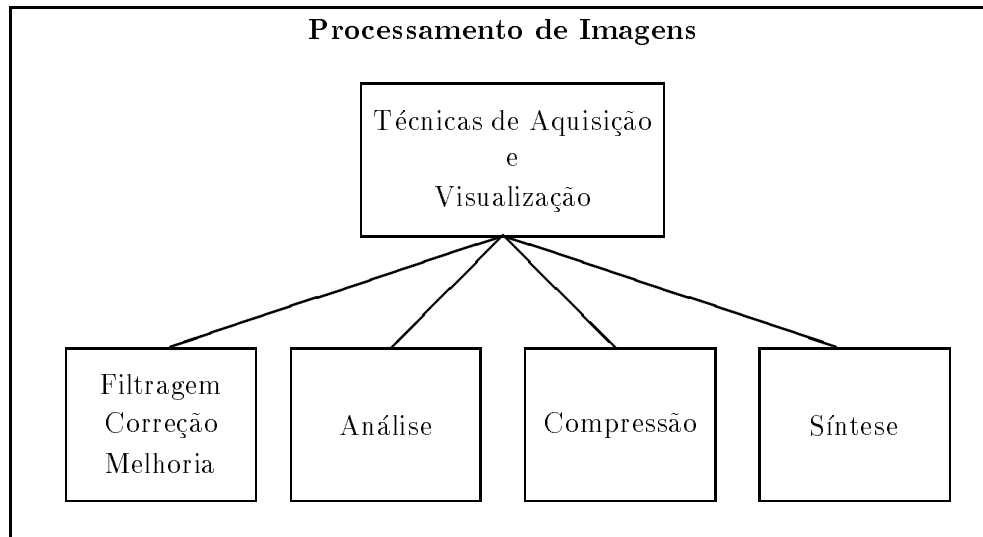 Processamento de Imagens
Técnicas de Aquisição
e
Visualização
Filtragem
Correção
Melhoria
Análise
Compressão
Síntese